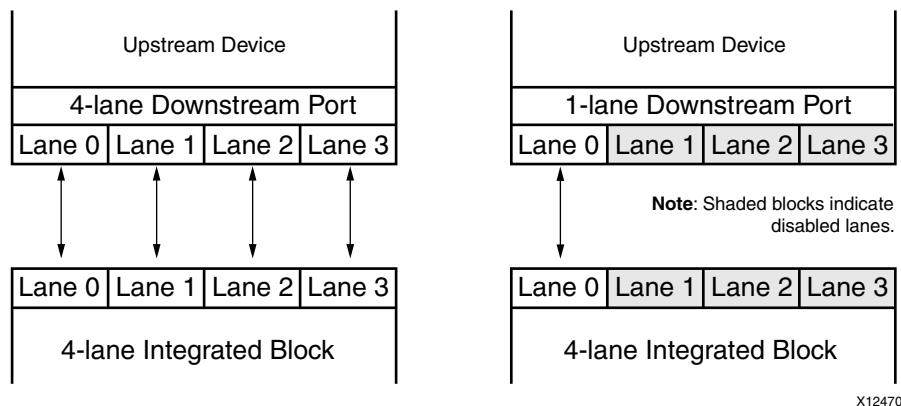 Upstream Device
4-lane Downstream Port
Lane 0 Lane 1 Lane 2 Lane 3
Lane 0 Lane 1 Lane 2 Lane 3
4-lane Integrated Block
Upstream Device
1-lane Downstream Port
Lane 0 Lane 1 Lane 2 Lane 3
Note: Shaded blocks indicate
disabled lanes.
Lane 0 Lane 1 Lane 2 Lane 3
4-lane Integrated Block
X12470